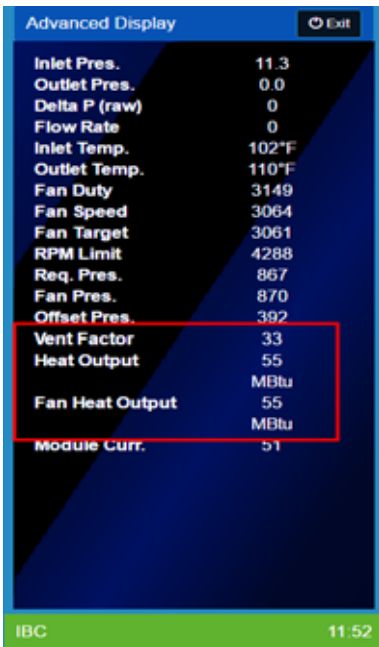 Advanced Display Exit
Inlet Pres. 11.3
Outlet Pres. 0.0
Delta P (raw) 0
Flow Rate 0
Inlet Temp. 102°F
Outlet Temp. 110°F
Fan Duty 3149
Fan Speed 3064
Fan Target 3061
RPM Limit 4288
Req. Pres. 867
Fan Pres. 870
Offset Pres. 392
Vent Factor 33
Heat Output 55
MBtu
Fan Heat Output 55
MBtu
Module Curr. 51
IBC 11:52